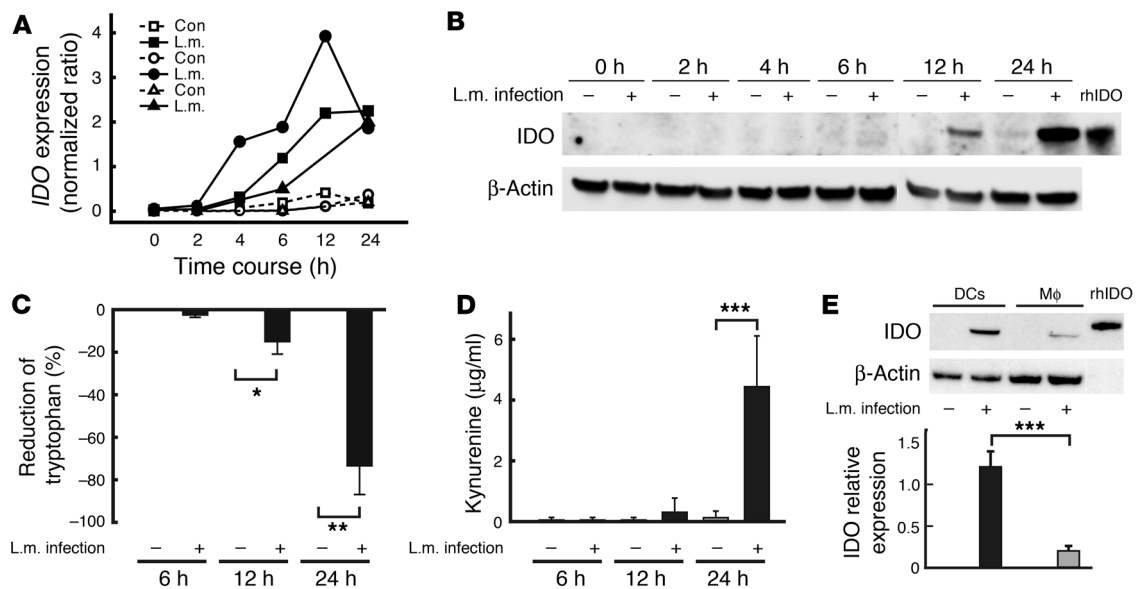 A
IDO expression
(normalized ratio)
4
3
2
1
0
Con
L.m.
Con
L.m.
Con
L.m.
0 2 4 6 12 24
Time course (h)
B
0 h 2 h 4 h 6 h 12 h 24 h
L.m. infection – + – + – + – + – + – + rhIDO
IDO
β-Actin
C
Reduction of
tryptophan (%)
0
–20
–40
–60
–80
–100
*
**
L.m. infection – + – + – +
6 h 12 h 24 h
D
Kynurenine (µg/ml)
6
4
2
0
***
– + – + – +
6 h 12 h 24 h
E
DCs Mϕ rhIDO
IDO
β-Actin
L.m. infection – + – +
IDO relative
expression
1.5
1.0
0.5
0
***